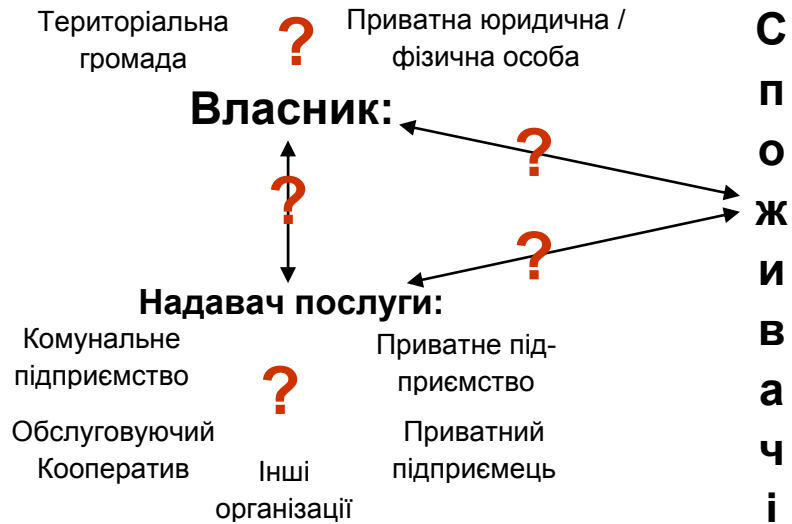 Територіальна
громада
?
Приватна юридична /
фізична особа
Власник:
?
?
?
Надавач послуги:
Комунальне
підприємство
?
Приватне під-
приємство
Обслуговуючий
Кооператив
Інші
організації
Приватний
підприємець
С
п
о
ж
и
в
а
ч
і